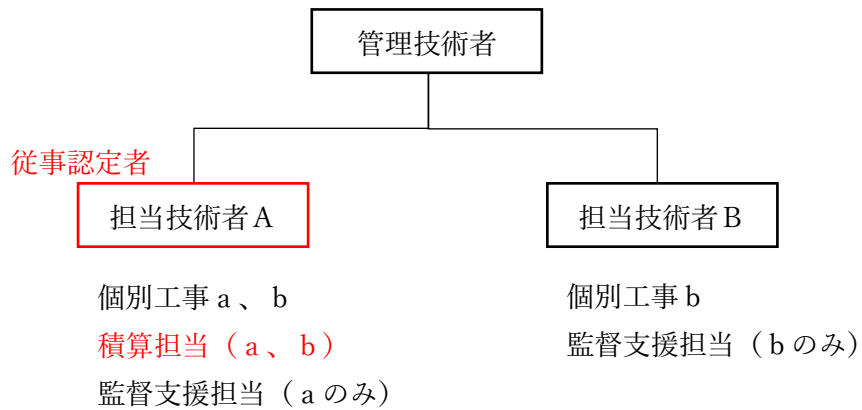 管理技術者
従事認定者
担当技術者A
担当技術者B
個別工事a、b
積算担当（a、b）
監督支援担当（aのみ）
個別工事b
監督支援担当（bのみ）